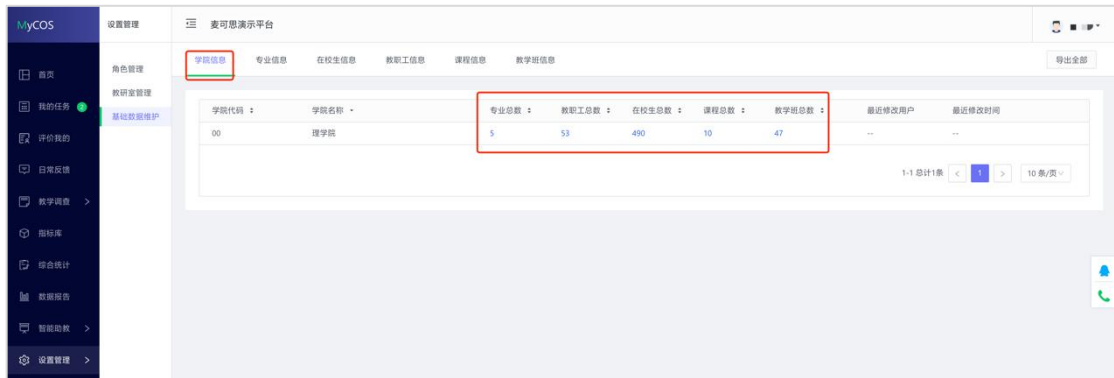 MyCOS
设置管理
麦可思演示平台
首页
我的任务 2
评价我的
日常反馈
教学调查
指标库
综合统计
数据报告
智能助教
设置管理
角色管理
教研室管理
基础数据维护
学院信息 专业信息 在校生信息 教职工信息 课程信息 教学班信息
导出全部
学院代码 学院名称 专业总数 教职工总数 在校生总数 课程总数 教学班总数 最近修改用户 最近修改时间
00 理学院 5 53 490 10 47 -- --
1-1 总计1条 < 1 > 10 条/页